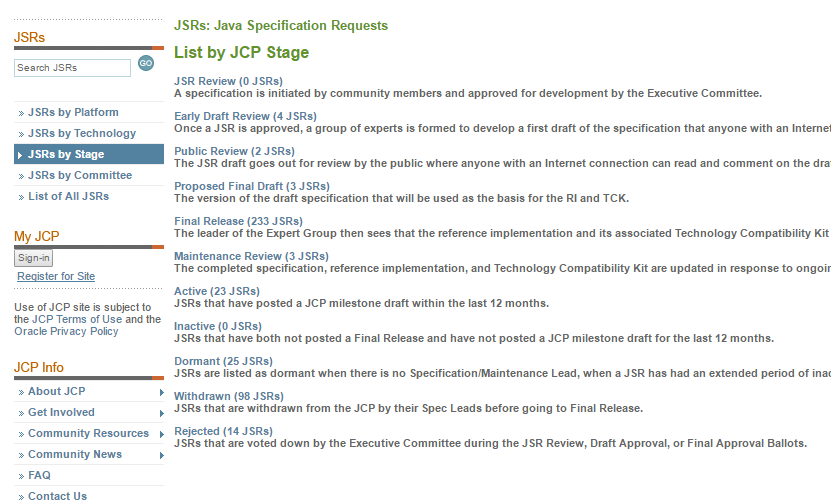 JSRs
Search JSRs
GO
JSRs by Platform
JSRs by Technology
JSRs by Stage
JSRs by Committee
List of All JSRs
My JCP
Sign-in
Register for Site
Use of JCP site is subject to
the JCP Terms of Use and the
Oracle Privacy Policy
JCP Info
About JCP
Get Involved
Community Resources
Community News
FAQ
Contact Us
JSRs: Java Specification Requests
List by JCP Stage
JSR Review (0 JSRs)
A specification is initiated by community members and approved for development by the Executive Committee.
Early Draft Review (4 JSRs)
Once a JSR is approved, a group of experts is formed to develop a first draft of the specification that anyone with an Internet
Public Review (2 JSRs)
The JSR draft goes out for review by the public where anyone with an Internet connection can read and comment on the
Proposed Final Draft (3 JSRs)
The version of the draft specification that will be used as the basis for the RI and TCK.
Final Release (233 JSRs)
The leader of the Expert Group then sees that the reference implementation and its associated Technology Compatibility Kit
Maintenance Review (3 JSRs)
The completed specification, reference implementation, and Technology Compatibility Kit are updated in response to
Active (23 JSRs)
JSRs that have posted a JCP milestone draft within the last 12 months.
Inactive (0 JSRs)
JSRs that have both not posted a Final Release and have not posted a JCP milestone draft for the last 12 months.
Dormant (25 JSRs)
JSRs are listed as dormant when there is no Specification/Maintenance Lead, when a JSR has had an extended period of
Withdrawn (98 JSRs)
JSRs that are withdrawn from the JCP by their Spec Leads before going to Final Release.
Rejected (14 JSRs)
JSRs that are voted down by the Executive Committee during the JSR Review, Draft Approval, or Final Approval Ballots.